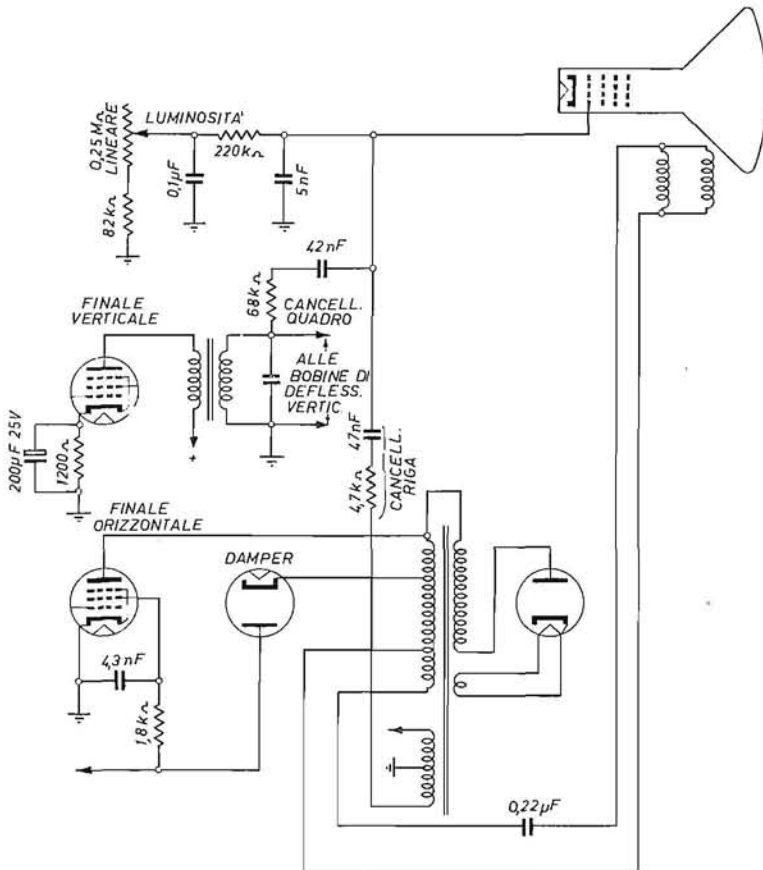 0,25 MΩ
LINEARE
LUMINOSITA'
220kΩ
0,1µF
5nF
82kΩ
42nF
68kΩ
FINALE
VERTICALE
CANCELL.
QUADRO
ALLE
BOBINE DI
DEFLESS.
VERTIC.
200µF 25V
1200Ω
+
47nF
4,7kΩ
CANCELL.
RIGA
FINALE
ORIZZONTALE
DAMPER
4,3nF
1,8kΩ
0,22µF